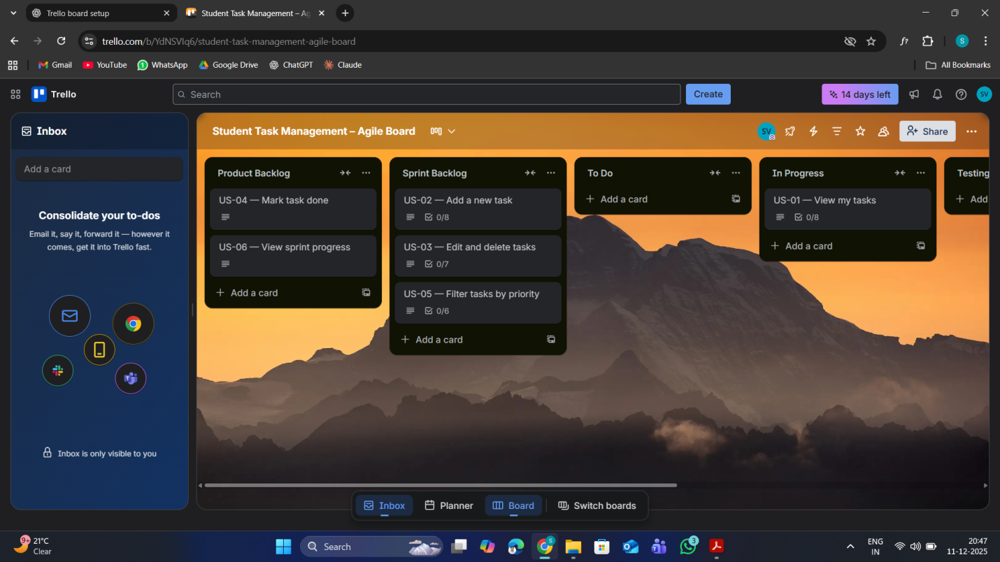 Trello board setup
Student Task Management – Ag
trello.com/b/YdNSVIq6/student-task-management-agile-board
Gmail
YouTube
WhatsApp
Google Drive
ChatGPT
Claude
All Bookmarks
S
Trello
Search
Create
14 days left
SV
Inbox
Add a card
Consolidate your to-dos
Email it, say it, forward it — however it
comes, get it into Trello fast.
Inbox is only visible to you
Student Task Management – Agile Board
SV
Share
Product Backlog
US-04 — Mark task done
US-06 — View sprint progress
Add a card
Sprint Backlog
US-02 — Add a new task
0/8
US-03 — Edit and delete tasks
0/7
US-05 — Filter tasks by priority
0/6
Add a card
To Do
Add a card
In Progress
US-01 — View my tasks
0/8
Add a card
Testing
Add
Inbox
Planner
Board
Switch boards
9+
21°C
Clear
Search
S
3
ENG
IN
20:47
11-12-2025